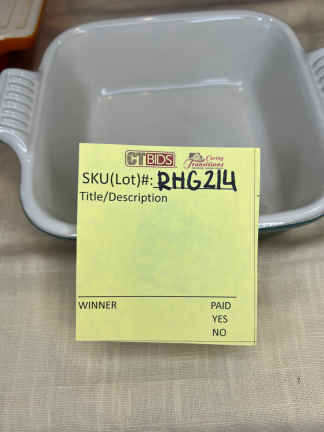 CTBIDS Caring Transitions
SKU(Lot)#: RHG214
Title/Description
WINNER PAID
YES
NO